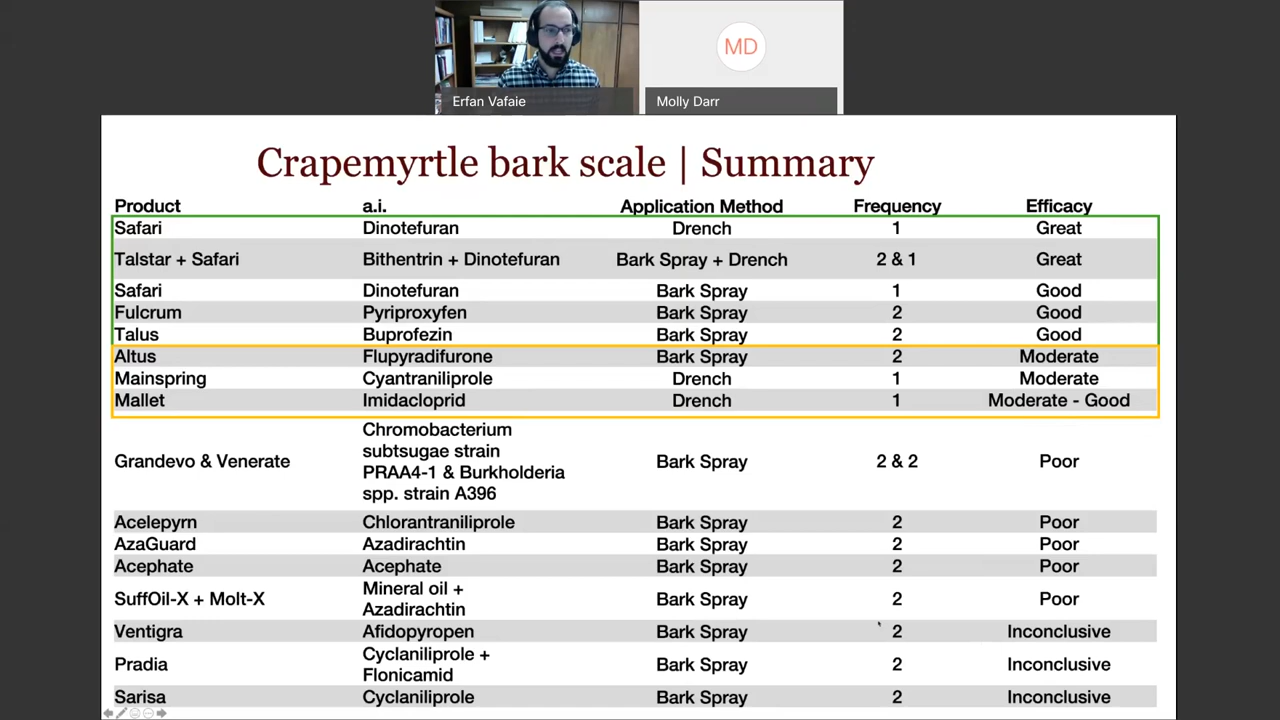 MD
Erfan Vafaie
Molly Darr
Crapemyrtle bark scale | Summary
Product a.i. Application Method Frequency Efficacy
Safari Dinotefuran Drench 1 Great
Talstar + Safari Bithentrin + Dinotefuran Bark Spray + Drench 2 & 1 Great
Safari Dinotefuran Bark Spray 1 Good
Fulcrum Pyriproxyfen Bark Spray 2 Good
Talus Buprofezin Bark Spray 2 Good
Altus Flupyradifurone Bark Spray 2 Moderate
Mainspring Cyantraniliprole Drench 1 Moderate
Mallet Imidacloprid Drench 1 Moderate - Good
Chromobacterium
subtsugae strain
Grandevo & Venerate PRAA4-1 & Burkholderia Bark Spray 2 & 2 Poor
spp. strain A396
Acelepyrn Chlorantraniliprole Bark Spray 2 Poor
AzaGuard Azadirachtin Bark Spray 2 Poor
Acephate Acephate Bark Spray 2 Poor
SuffOil-X + Molt-X Mineral oil + Bark Spray 2 Poor
Azadirachtin
Ventigra Afidopyropen Bark Spray 2 Inconclusive
Pradia Cyclaniliprole + Bark Spray 2 Inconclusive
Flonicamid
Sarisa Cyclaniliprole Bark Spray 2 Inconclusive